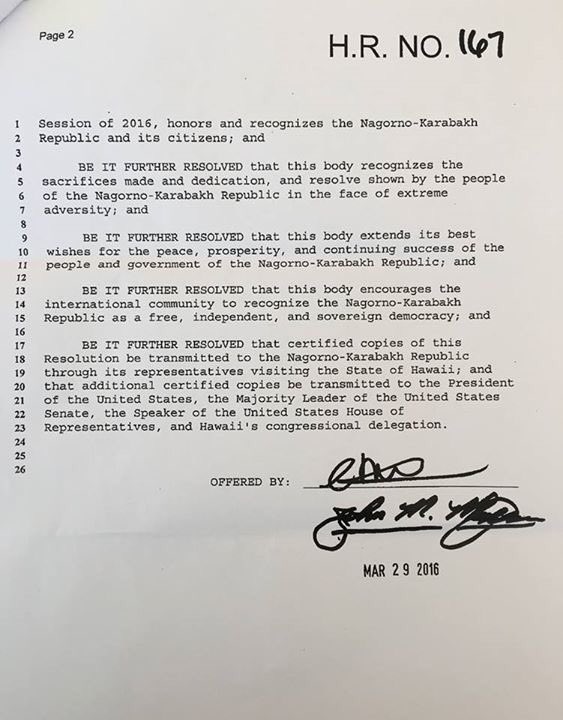 Page 2
H.R. NO. 167
1 Session of 2016, honors and recognizes the Nagorno-Karabakh
2 Republic and its citizens; and
3
4 BE IT FURTHER RESOLVED that this body recognizes the
5 sacrifices made and dedication, and resolve shown by the people
6 of the Nagorno-Karabakh Republic in the face of extreme
7 adversity; and
8
9 BE IT FURTHER RESOLVED that this body extends its best
10 wishes for the peace, prosperity, and continuing success of the
11 people and government of the Nagorno-Karabakh Republic; and
12
13 BE IT FURTHER RESOLVED that this body encourages the
14 international community to recognize the Nagorno-Karabakh
15 Republic as a free, independent, and sovereign democracy; and
16
17 BE IT FURTHER RESOLVED that certified copies of this
18 Resolution be transmitted to the Nagorno-Karabakh Republic
19 through its representatives visiting the State of Hawaii; and
20 that additional certified copies be transmitted to the President
21 of the United States, the Majority Leader of the United States
22 Senate, the Speaker of the United States House of
23 Representatives, and Hawaii's congressional delegation.
24
25
26
OFFERED BY:
John M.
MAR 29 2016